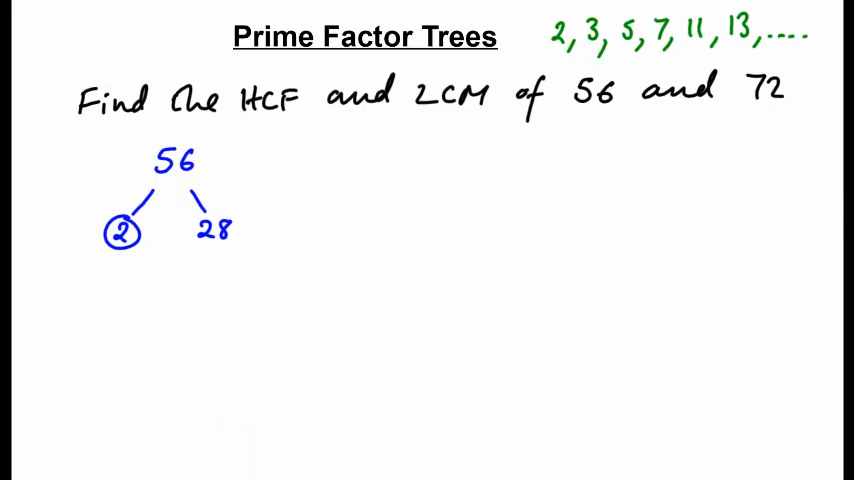 Prime Factor Trees 2, 3, 5, 7, 11, 13, ....
Find the HCF and LCM of 56 and 72
56
2 28